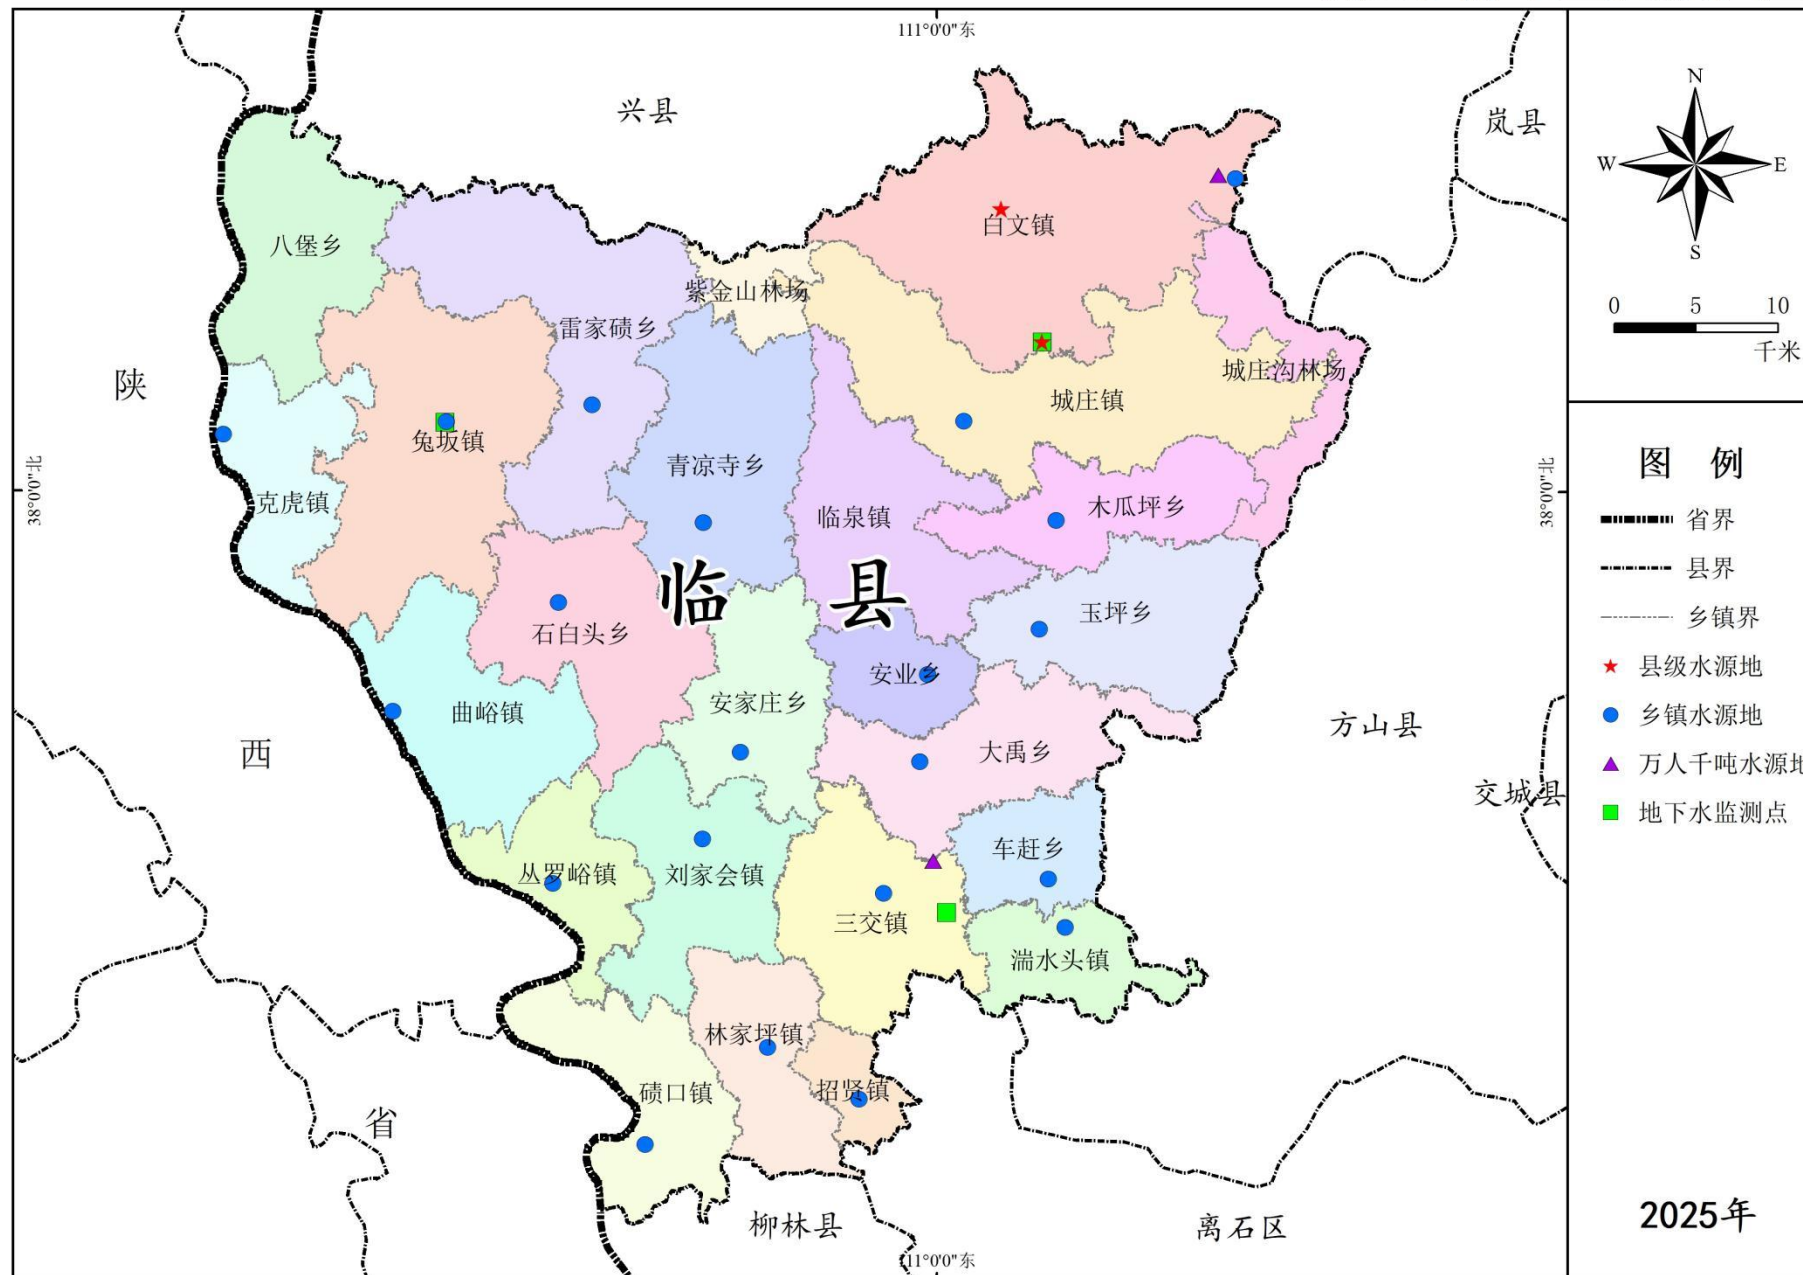 111°0'0"东
兴县
岚县
N
W
E
S
0
5
10
千米
白文镇
八堡乡
紫金山林场
雷家碛乡
城庄沟林场
陕
城庄镇
兔坂镇
青凉寺乡
38°0'0"北
38°0'0"北
克虎镇
临泉镇
木瓜坪乡
临县
玉坪乡
石白头乡
安业乡
安家庄乡
曲峪镇
方山县
西
大禹乡
交城县
车赶乡
丛罗峪镇
刘家会镇
三交镇
湍水头镇
林家坪镇
招贤镇
碛口镇
省
柳林县
离石区
111°0'0"东
图 例
省界
县界
乡镇界
县级水源地
乡镇水源地
万人千吨水源地
地下水监测点
2025年